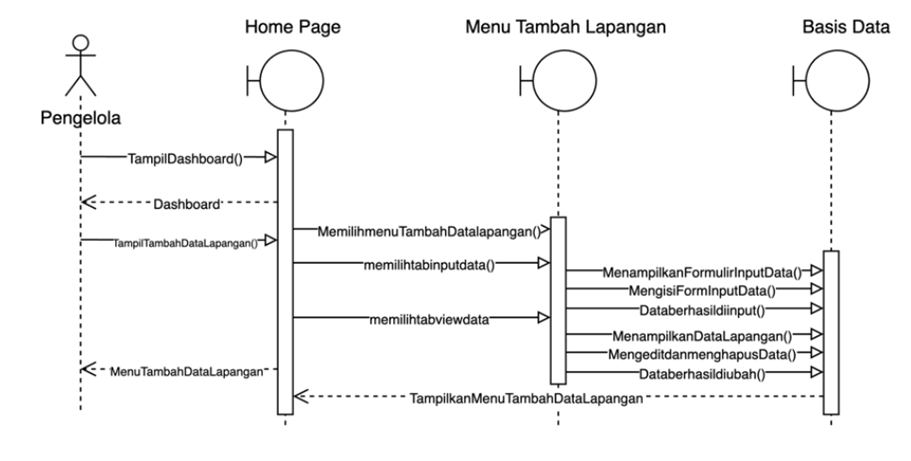 Home Page
Menu Tambah Lapangan
Basis Data
Pengelola
TampilDashboard()
Dashboard
MemilihmenuTambahDatalapangan()
TampilTambahDataLapangan()
memilihtabinputdata()
MenampilkanFormulirInputData()
MengisiFormInputData()
Databerhasildiinput()
memilihtabviewdata
MenampilkanDataLapangan()
MengeditdanmenghapusData()
MenuTambahDataLapangan
Databerhasildiubah()
TampilkanMenuTambahDataLapangan